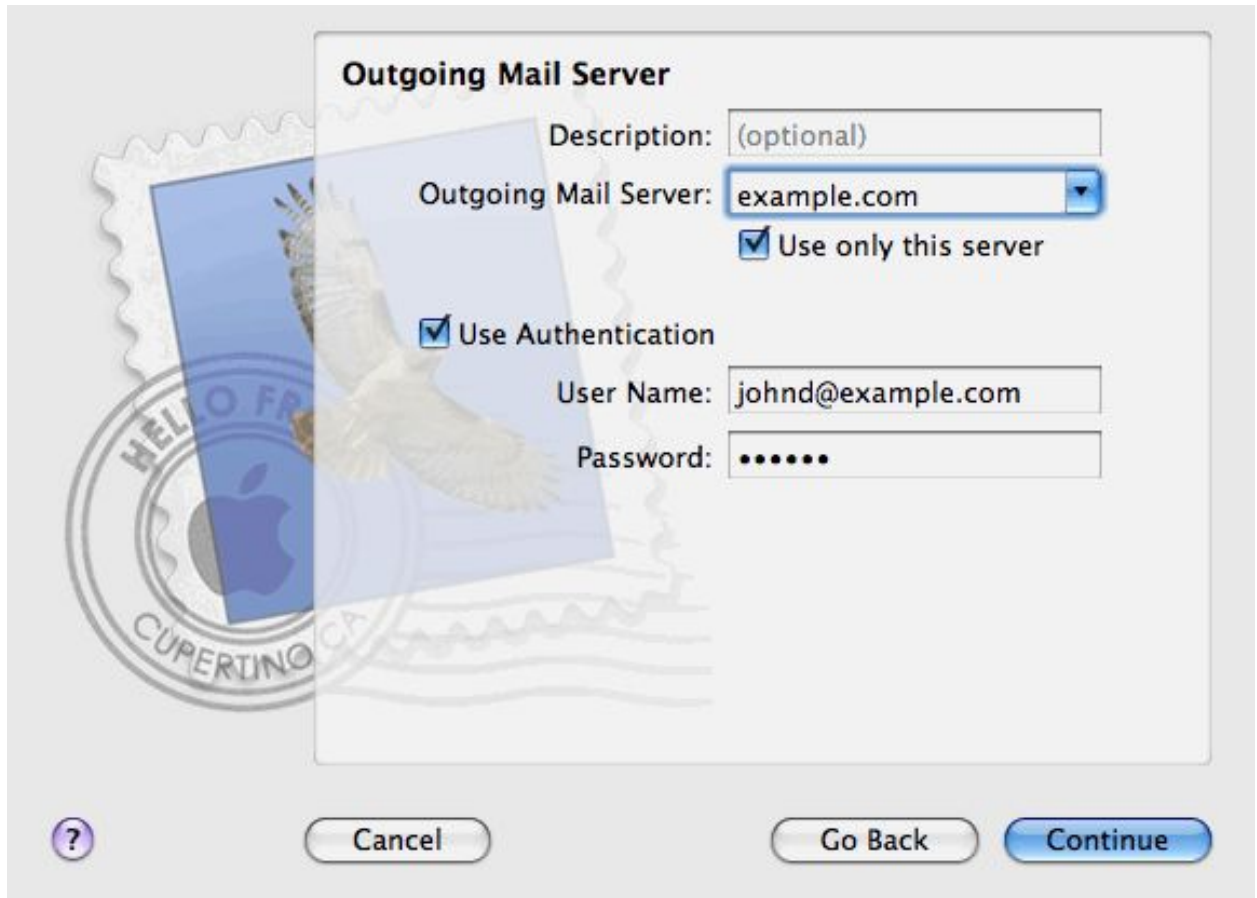 Outgoing Mail Server
Description: (optional)
Outgoing Mail Server: example.com
Use only this server
Use Authentication
User Name: johnd@example.com
Password: ••••••
HELLO FR
CUPERTINO CA
? Cancel Go Back Continue